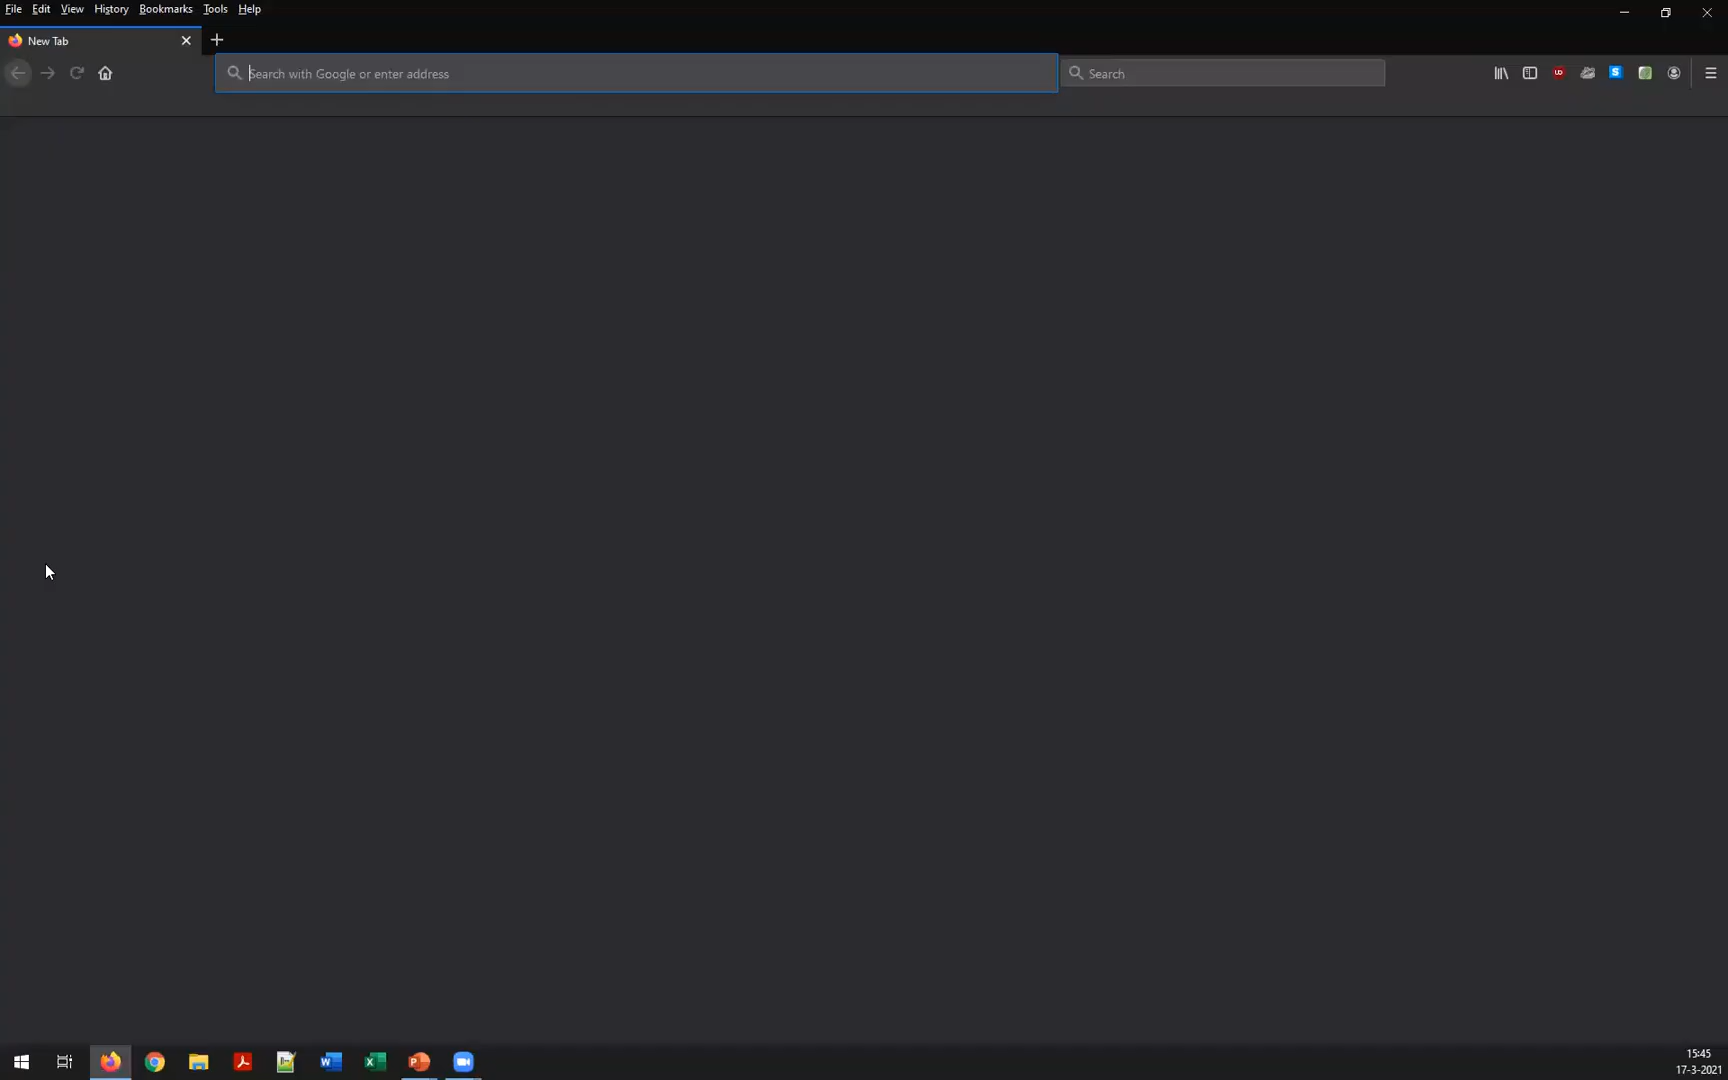 File Edit View History Bookmarks Tools Help
New Tab
Search with Google or enter address
Search
15:45
17-3-2021